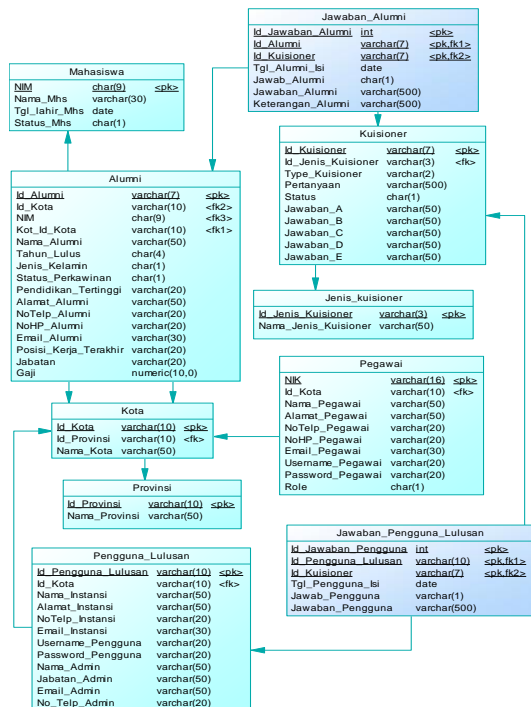 Jawaban_Alumni
Id_Jawaban_Alumni int <pk>
Id_Alumni varchar(7) <pk,fk1>
Id_Kuisioner varchar(7) <pk,fk2>
Tgl_Alumni_Isi date
Jawab_Alumni char(1)
Jawaban_Alumni varchar(500)
Keterangan_Alumni varchar(500)
Mahasiswa
NIM char(9) <pk>
Nama_Mhs varchar(30)
Tgl_lahir_Mhs date
Status_Mhs char(1)
Kuisioner
Id_Kuisioner varchar(7) <pk>
Id_Jenis_Kuisioner varchar(3) <fk>
Type_Kuisioner varchar(2)
Pertanyaan varchar(500)
Status char(1)
Jawaban_A varchar(50)
Jawaban_B varchar(50)
Jawaban_C varchar(50)
Jawaban_D varchar(50)
Jawaban_E varchar(50)
Alumni
Id_Alumni varchar(7) <pk>
Id_Kota varchar(10) <fk2>
NIM char(9) <fk3>
Kot_Id_Kota varchar(10) <fk1>
Nama_Alumni varchar(50)
Tahun_Lulus char(4)
Jenis_Kelamin char(1)
Status_Perkawinan char(1)
Pendidikan_Tertinggi varchar(20)
Alamat_Alumni varchar(50)
NoTelp_Alumni varchar(20)
NoHP_Alumni varchar(20)
Email_Alumni varchar(30)
Posisi_Kerja_Terakhir varchar(20)
Jabatan varchar(20)
Gaji numeric(10,0)
Jenis_kuisioner
Id_Jenis_Kuisioner varchar(3) <pk>
Nama_Jenis_Kuisioner varchar(50)
Pegawai
NIK varchar(16) <pk>
Id_Kota varchar(10) <fk>
Nama_Pegawai varchar(50)
Alamat_Pegawai varchar(50)
NoTelp_Pegawai varchar(20)
NoHP_Pegawai varchar(20)
Email_Pegawai varchar(30)
Username_Pegawai varchar(20)
Password_Pegawai varchar(20)
Role char(1)
Kota
Id_Kota varchar(10) <pk>
Id_Provinsi varchar(10) <fk>
Nama_Kota varchar(50)
Provinsi
Id_Provinsi varchar(10) <pk>
Nama_Provinsi varchar(50)
Jawaban_Pengguna_Lulusan
Id_Jawaban_Pengguna int <pk>
Id_Pengguna_Lulusan varchar(10) <pk,fk1>
Id_Kuisioner varchar(7) <pk,fk2>
Tgl_Pengguna_Isi date
Jawab_Pengguna varchar(1)
Jawaban_Pengguna varchar(500)
Pengguna_Lulusan
Id_Pengguna_Lulusan varchar(10) <pk>
Id_Kota varchar(10) <fk>
Nama_Instansi varchar(50)
Alamat_Instansi varchar(50)
NoTelp_Instansi varchar(20)
Email_Instansi varchar(30)
Username_Pengguna varchar(20)
Password_Pengguna varchar(20)
Nama_Admin varchar(50)
Jabatan_Admin varchar(50)
Email_Admin varchar(50)
No_Telp_Admin varchar(20)